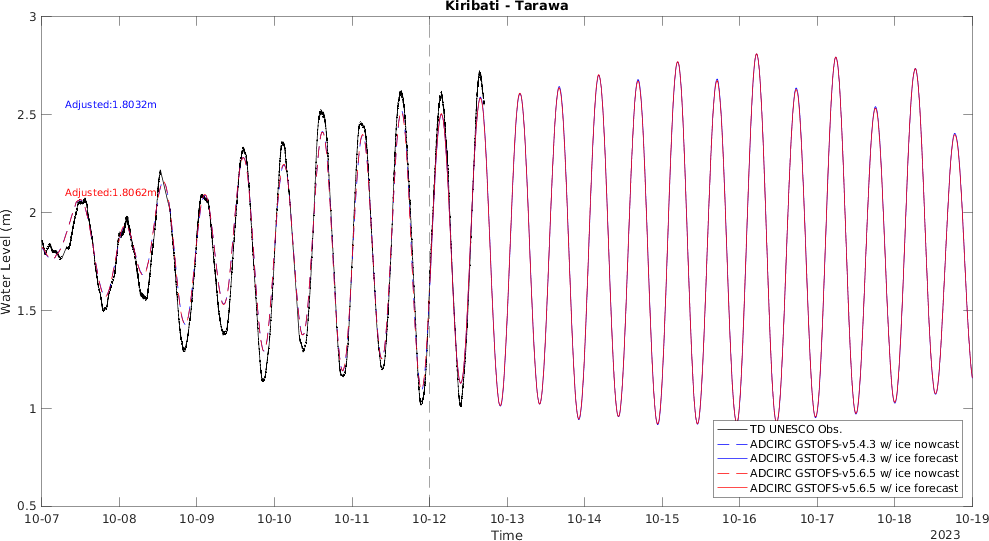 Kiribati - Tarawa
3
2.5
2
1.5
1
0.5
Water Level (m)
Adjusted:1.8032m
Adjusted:1.8062m
TD UNESCO Obs.
ADCIRC GSTOFS-v5.4.3 w/ ice nowcast
ADCIRC GSTOFS-v5.4.3 w/ ice forecast
ADCIRC GSTOFS-v5.6.5 w/ ice nowcast
ADCIRC GSTOFS-v5.6.5 w/ ice forecast
10-07 10-08 10-09 10-10 10-11 10-12 10-13 10-14 10-15 10-16 10-17 10-18 10-19
Time
2023